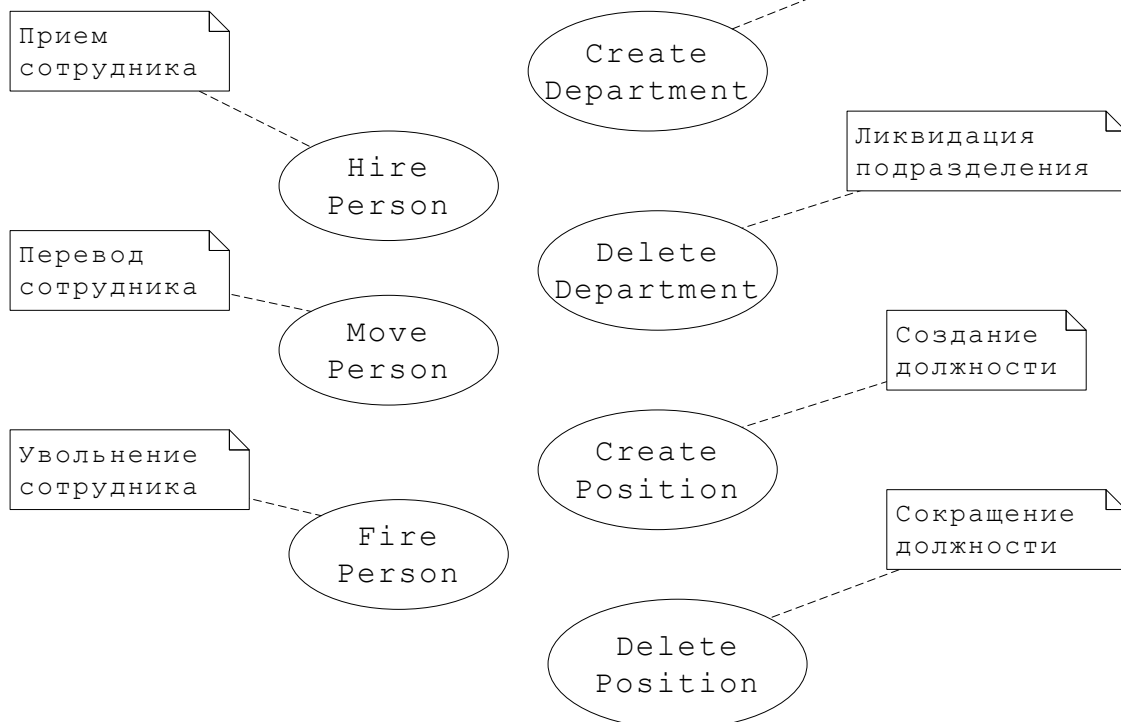 Прием
сотрудника
Create
Department
Ликвидация
подразделения
Hire
Person
Перевод
сотрудника
Delete
Department
Move
Person
Создание
должности
Увольнение
сотрудника
Create
Position
Сокращение
должности
Fire
Person
Delete
Position